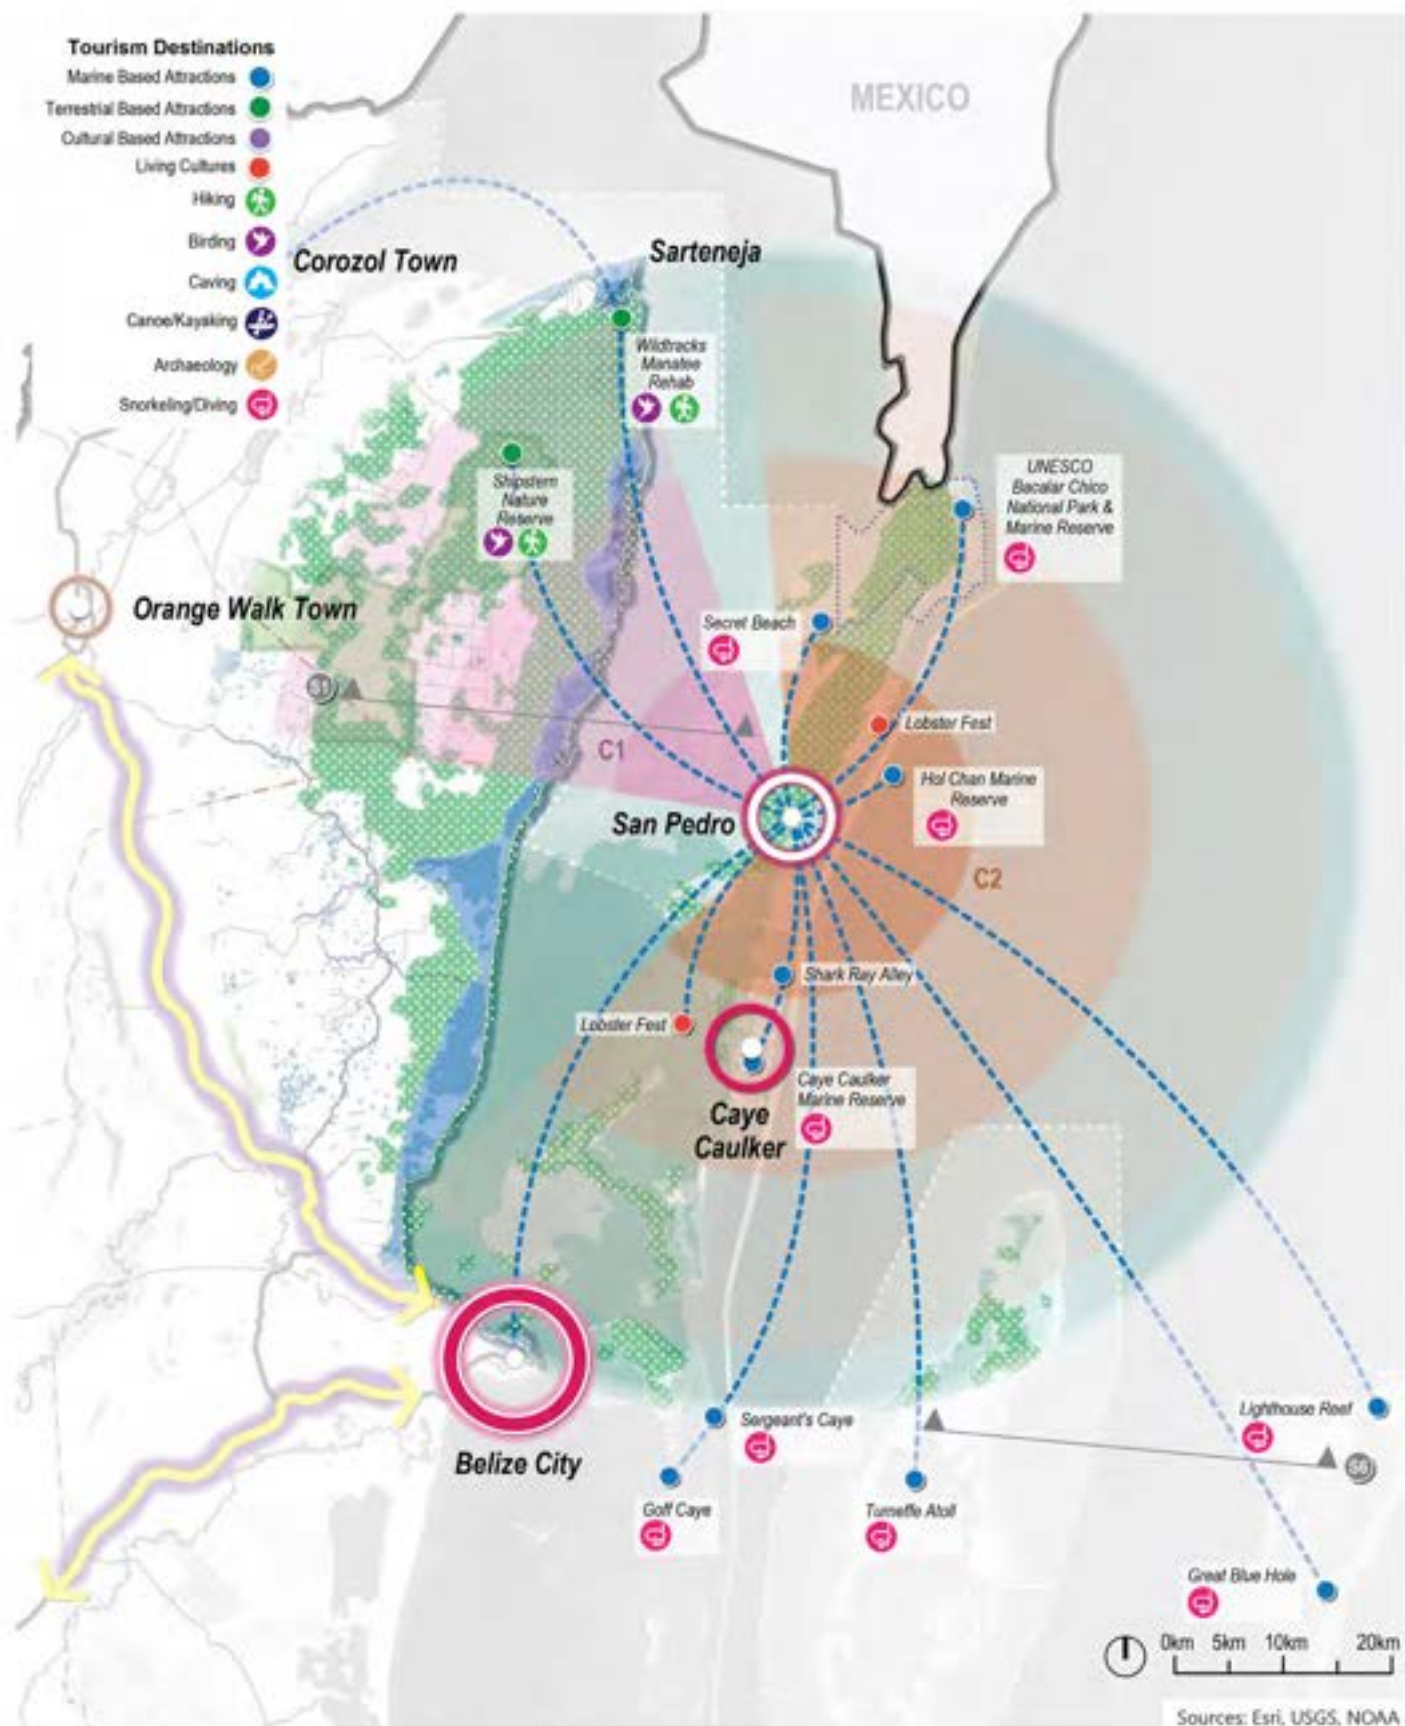 Tourism Destinations
Marine Based Attractions
Terrestrial Based Attractions
Cultural Based Attractions
Living Cultures
Hiking
Birding
Caving
Canoe/Kayaking
Archaeology
Snorkeling/Diving
MEXICO
Corozol Town
Sarteneja
Wildtracks
Manatee
Rehab
Shipstern
Nature
Reserve
UNESCO
Bacalar Chico
National Park &
Marine Reserve
Orange Walk Town
Secret Beach
Lobster Fest
C1
Hol Chan Marine
Reserve
San Pedro
C2
Shark Ray Alley
Lobster Fest
Caye Caulker
Marine Reserve
Caye
Caulker
Belize City
Sergeant's Caye
Lighthouse Reef
S6
Goff Caye
Turneffe Atoll
Great Blue Hole
0km 5km 10km 20km
Sources: Esri, USGS, NOAA